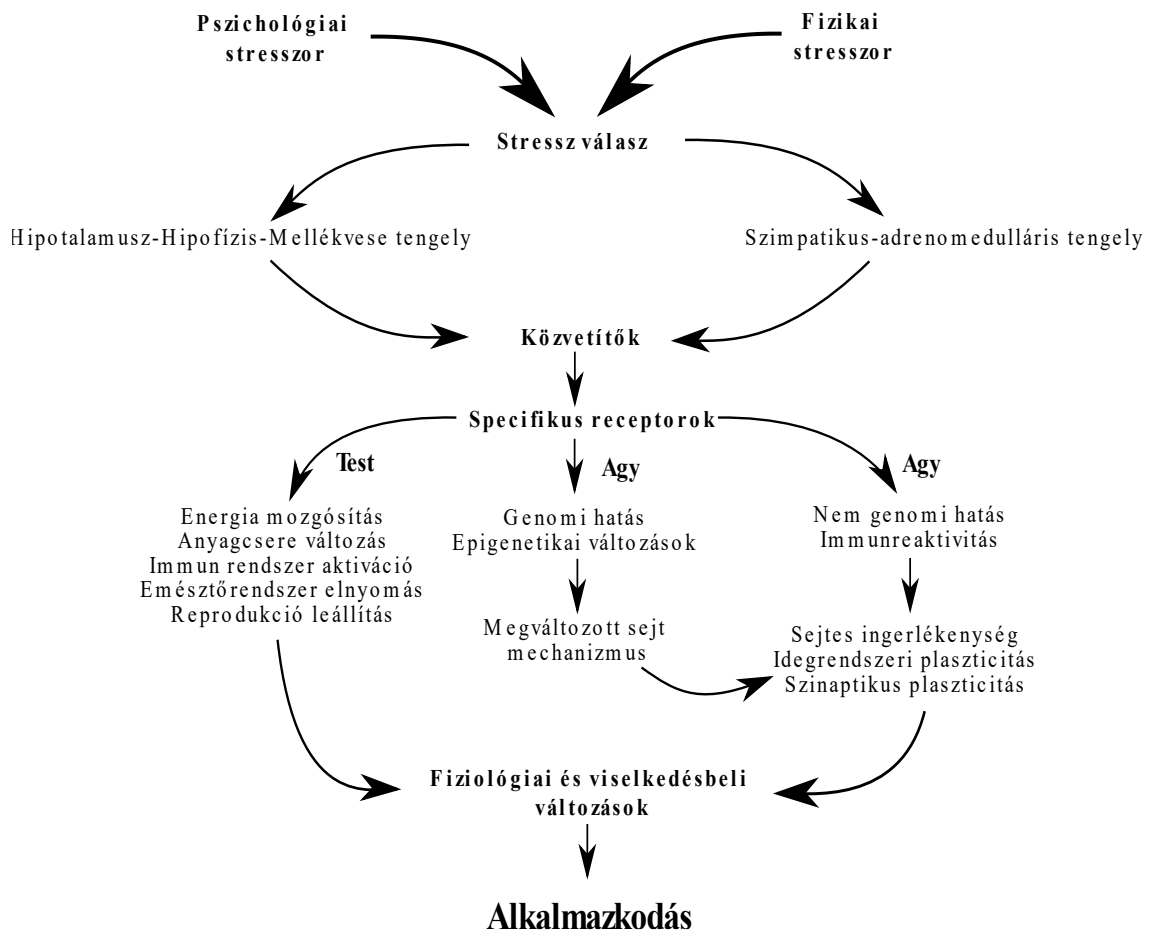 Pszichológiai
stresszor
Fizikai
stresszor
Stressz válasz
Hipotalamusz-Hipofízis-Mellékvese tengely
Szimpatikus-adrenomedulláris tengely
Közvetítők
Specifikus receptorok
Test
Agy
Agy
Energia mozgósítás
Anyagcsere változás
Immun rendszer aktiváció
Emésztőrendszer elnyomás
Reprodukció leállítás
Genomi hatás
Epigenetikai változások
Nem genomi hatás
Immunreaktivitás
Megváltozott sejt
mechanizmus
Sejtes ingerlékenység
Idegrendszeri plaszticitás
Szinaptikus plaszticitás
Fiziológiai és viselkedésbeli
változások
Alkalmazkodás